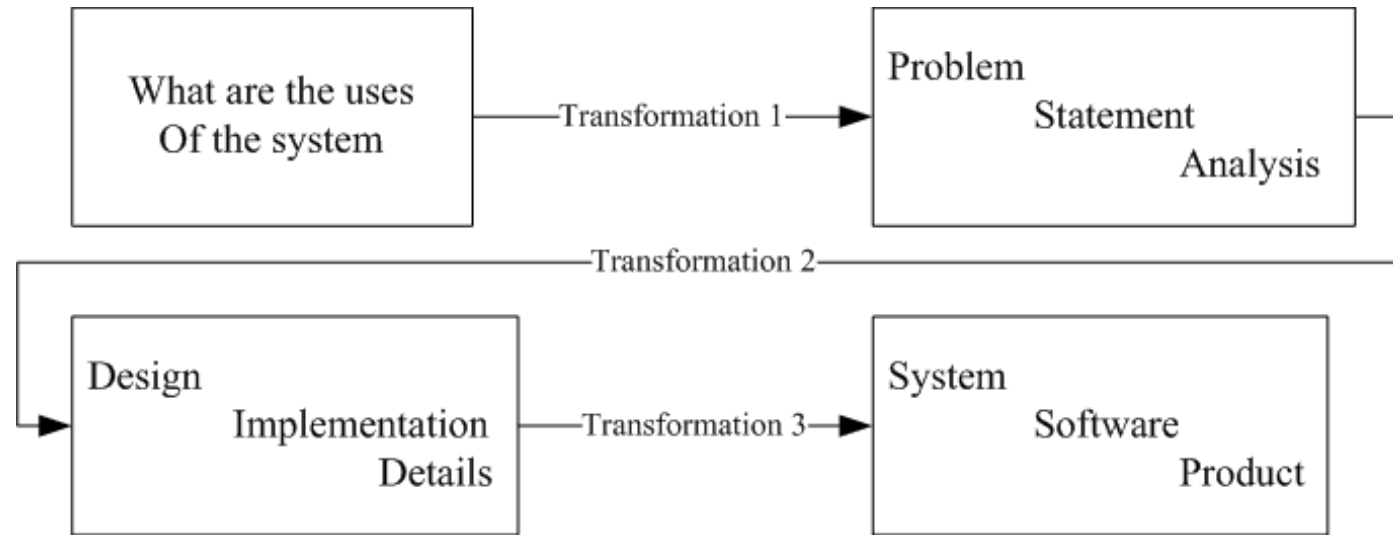 What are the uses
Of the system
Transformation 1
Problem
Statement
Analysis
Transformation 2
Design
Implementation
Details
Transformation 3
System
Software
Product